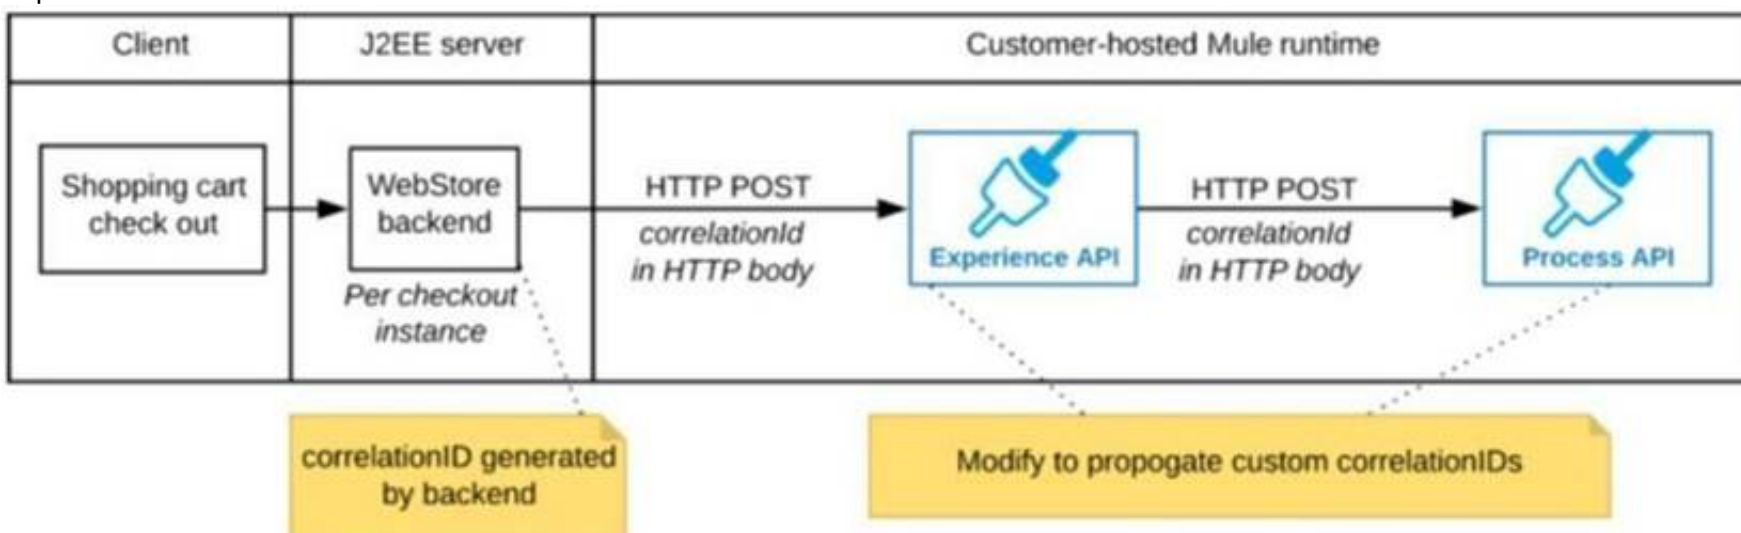 Client
J2EE server
Customer-hosted Mule runtime
Shopping cart
check out
WebStore
backend
Per checkout
instance
HTTP POST
correlationId
in HTTP body
Experience API
HTTP POST
correlationId
in HTTP body
Process API
correlationID generated
by backend
Modify to propogate custom correlationIDs